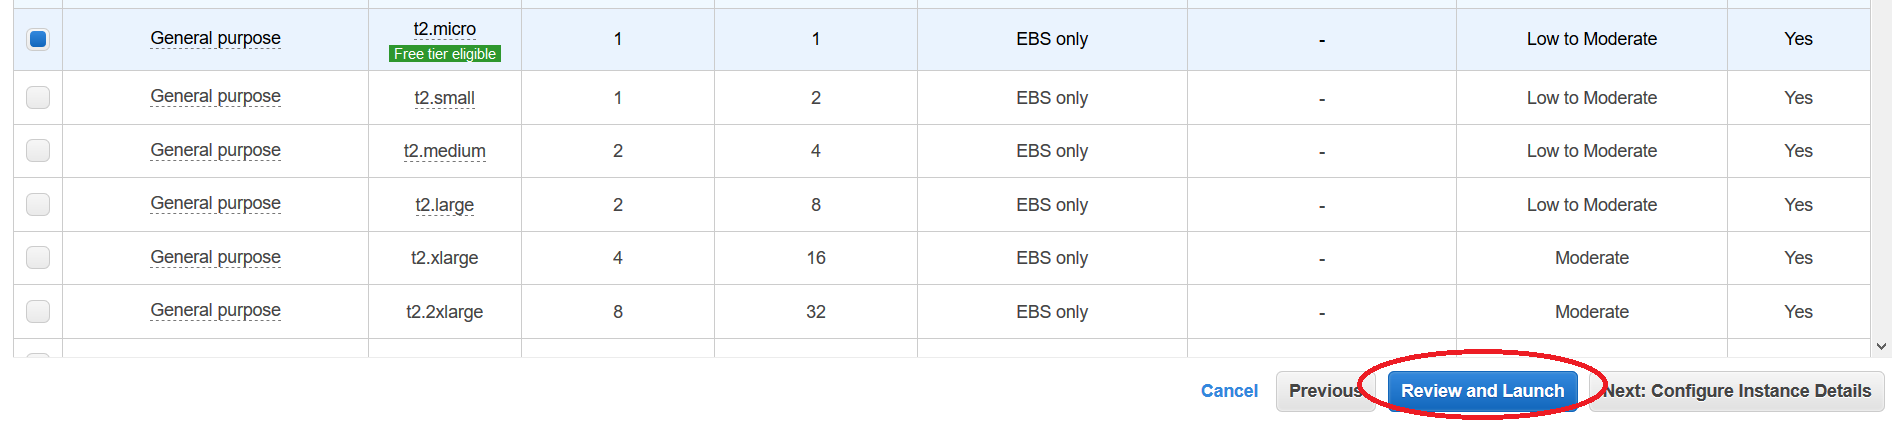 General purpose t2.micro 1 1 EBS only - Low to Moderate Yes
Free tier eligible
General purpose t2.small 1 2 EBS only - Low to Moderate Yes
General purpose t2.medium 2 4 EBS only - Low to Moderate Yes
General purpose t2.large 2 8 EBS only - Low to Moderate Yes
General purpose t2.xlarge 4 16 EBS only - Moderate Yes
General purpose t2.2xlarge 8 32 EBS only - Moderate Yes
Cancel Previous Review and Launch Next: Configure Instance Details